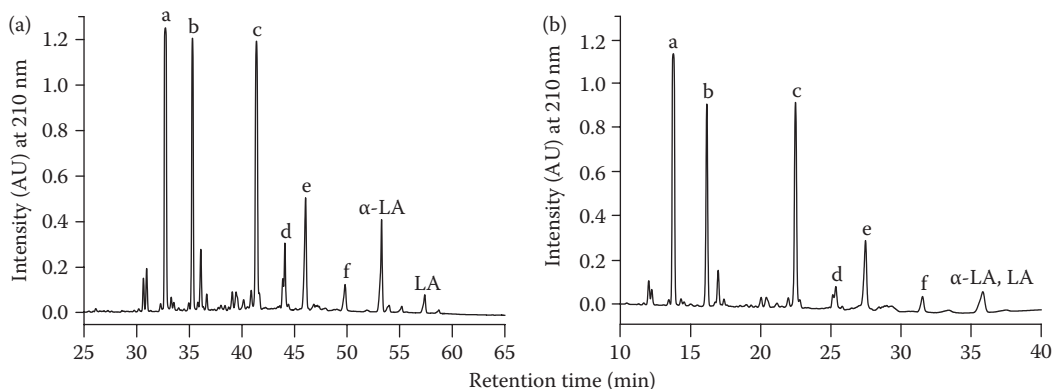 (a)
Intensity (AU) at 210 nm
1.2
1.0
0.8
0.6
0.4
0.2
0.0
a
b
c
d
e
f
α-LA
LA
25 30 35 40 45 50 55 60 65
(b)
Intensity (AU) at 210 nm
1.2
1.0
0.8
0.6
0.4
0.2
0.0
a
b
c
d
e
f
α-LA, LA
10 15 20 25 30 35 40
Retention time (min)